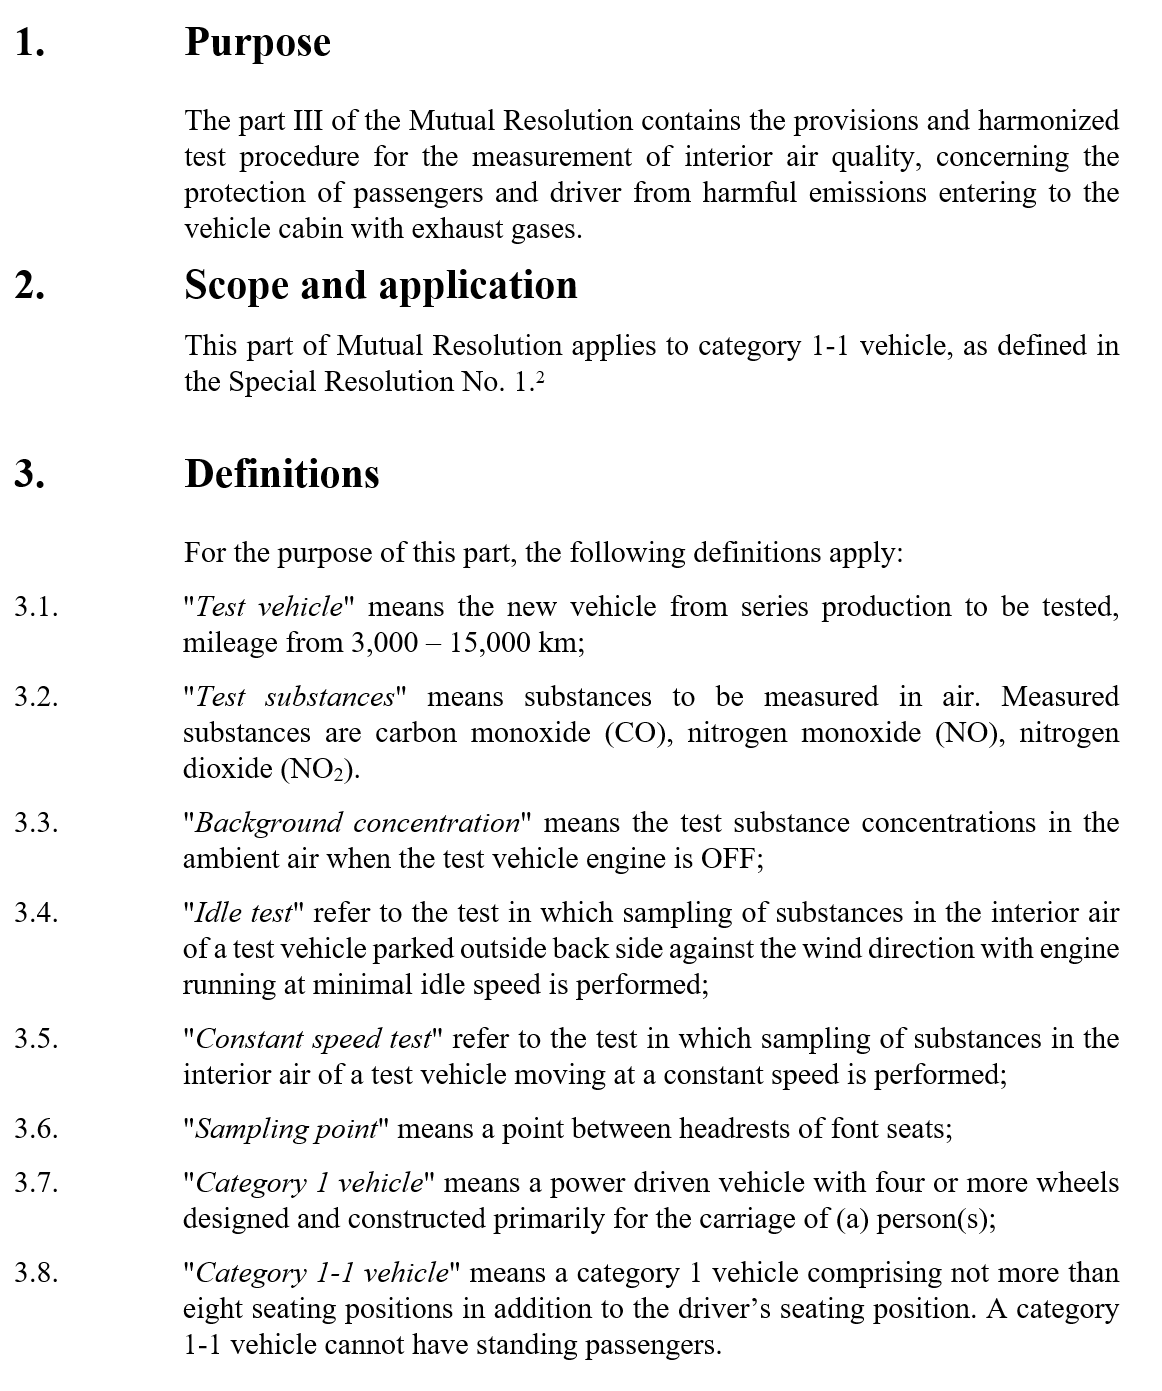 1. Purpose
The part III of the Mutual Resolution contains the provisions and harmonized
test procedure for the measurement of interior air quality, concerning the
protection of passengers and driver from harmful emissions entering to the
vehicle cabin with exhaust gases.
2. Scope and application
This part of Mutual Resolution applies to category 1-1 vehicle, as defined in
the Special Resolution No. 1.²
3. Definitions
For the purpose of this part, the following definitions apply:
3.1. "Test vehicle" means the new vehicle from series production to be tested,
mileage from 3,000 – 15,000 km;
3.2. "Test substances" means substances to be measured in air. Measured
substances are carbon monoxide (CO), nitrogen monoxide (NO), nitrogen
dioxide (NO₂).
3.3. "Background concentration" means the test substance concentrations in the
ambient air when the test vehicle engine is OFF;
3.4. "Idle test" refer to the test in which sampling of substances in the interior air
of a test vehicle parked outside back side against the wind direction with engine
running at minimal idle speed is performed;
3.5. "Constant speed test" refer to the test in which sampling of substances in the
interior air of a test vehicle moving at a constant speed is performed;
3.6. "Sampling point" means a point between headrests of font seats;
3.7. "Category 1 vehicle" means a power driven vehicle with four or more wheels
designed and constructed primarily for the carriage of (a) person(s);
3.8. "Category 1-1 vehicle" means a category 1 vehicle comprising not more than
eight seating positions in addition to the driver’s seating position. A category
1-1 vehicle cannot have standing passengers.